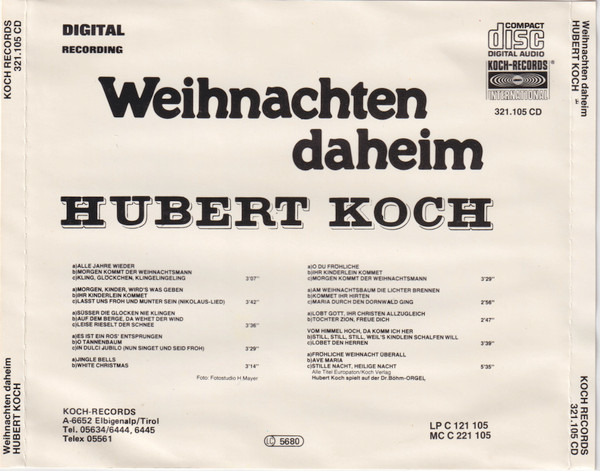 KOCH RECORDS
321.105 CD
Weihnachten daheim
HUBERT KOCH
DIGITAL
RECORDING
COMPACT
disc
DIGITAL AUDIO
KOCH-RECORDS®
INTERNATIONAL
321.105 CD
Weihnachten
daheim
HUBERT KOCH
a)ALLE JAHRE WIEDER
b)MORGEN KOMMT DER WEIHNACHTSMANN
c)KLING, GLÖCKCHEN, KLINGELINGELING 3'07"
a)MORGEN, KINDER, WIRD'S WAS GEBEN
b)IHR KINDERLEIN KOMMET
c)LASST UNS FROH UND MUNTER SEIN (NIKOLAUS-LIED) 3'42"
a)SÜSSER DIE GLOCKEN NIE KLINGEN
b)AUF DEM BERGE, DA WEHET DER WIND
c)LEISE RIESELT DER SCHNEE 3'36"
a)ES IST EIN ROS' ENTSPRUNGEN
b)O TANNENBAUM
c)IN DULCI JUBILO (NUN SINGET UND SEID FROH) 3'29"
a)JINGLE BELLS
b)WHITE CHRISTMAS 3'14"
Foto: Fotostudio H.Mayer
a)O DU FRÖHLICHE
b)IHR KINDERLEIN KOMMET
c)MORGEN KOMMT DER WEIHNACHTSMANN 3'29"
a)AM WEIHNACHTSBAUM DIE LICHTER BRENNEN
b)KOMMET IHR HIRTEN
c)MARIA DURCH DEN DORNWALD GING 2'56"
a)LOBT GOTT, IHR CHRISTEN ALLZUGLEICH
b)TOCHTER ZION, FREUE DICH 2'47"
VOM HIMMEL HOCH, DA KOMM ICH HER
b)STILL, STILL, STILL, WEIL'S KINDLEIN SCHLAFEN WILL
c)LOBET DEN HERREN 3'39"
a)FRÖHLICHE WEIHNACHT ÜBERALL
b)AVE MARIA
c)STILLE NACHT, HEILIGE NACHT 5'35"
Alle Titel Europaton/Koch Verlag
Hubert Koch spielt auf der Dr.Böhm-ORGEL
KOCH-RECORDS
A-6652 Elbigenalp/Tirol
Tel. 05634/6444, 6445
Telex 05561
LC 5680
LP C 121 105
MC C 221 105
Weihnachten daheim
HUBERT KOCH
KOCH RECORDS
321.105 CD